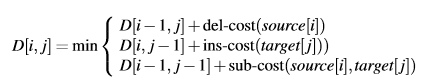 D[i−1, j]+del-cost(source[i])
D[i, j] = min { D[i, j−1]+ins-cost(target[j]))
D[i−1, j−1]+sub-cost(source[i],target[j])